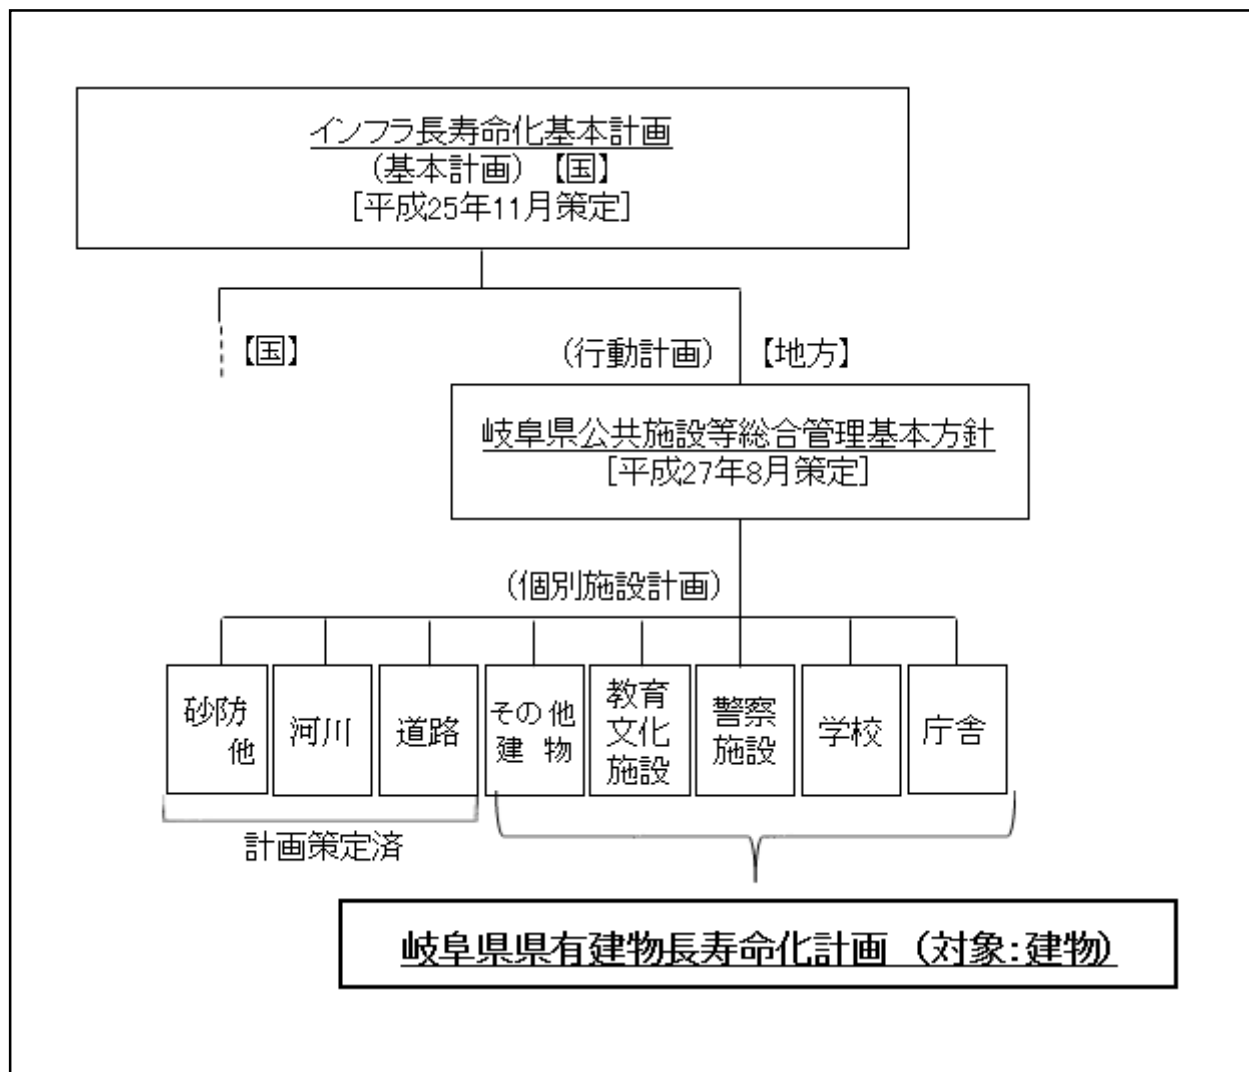 インフラ長寿命化基本計画
(基本計画)【国】
[平成25年11月策定]
【国】
(行動計画)
【地方】
岐阜県公共施設等総合管理基本方針
[平成27年8月策定]
(個別施設計画)
砂防
他
河川
道路
その他
建物
教育
文化
施設
警察
施設
学校
庁舎
計画策定済
岐阜県県有建物長寿命化計画 (対象:建物)